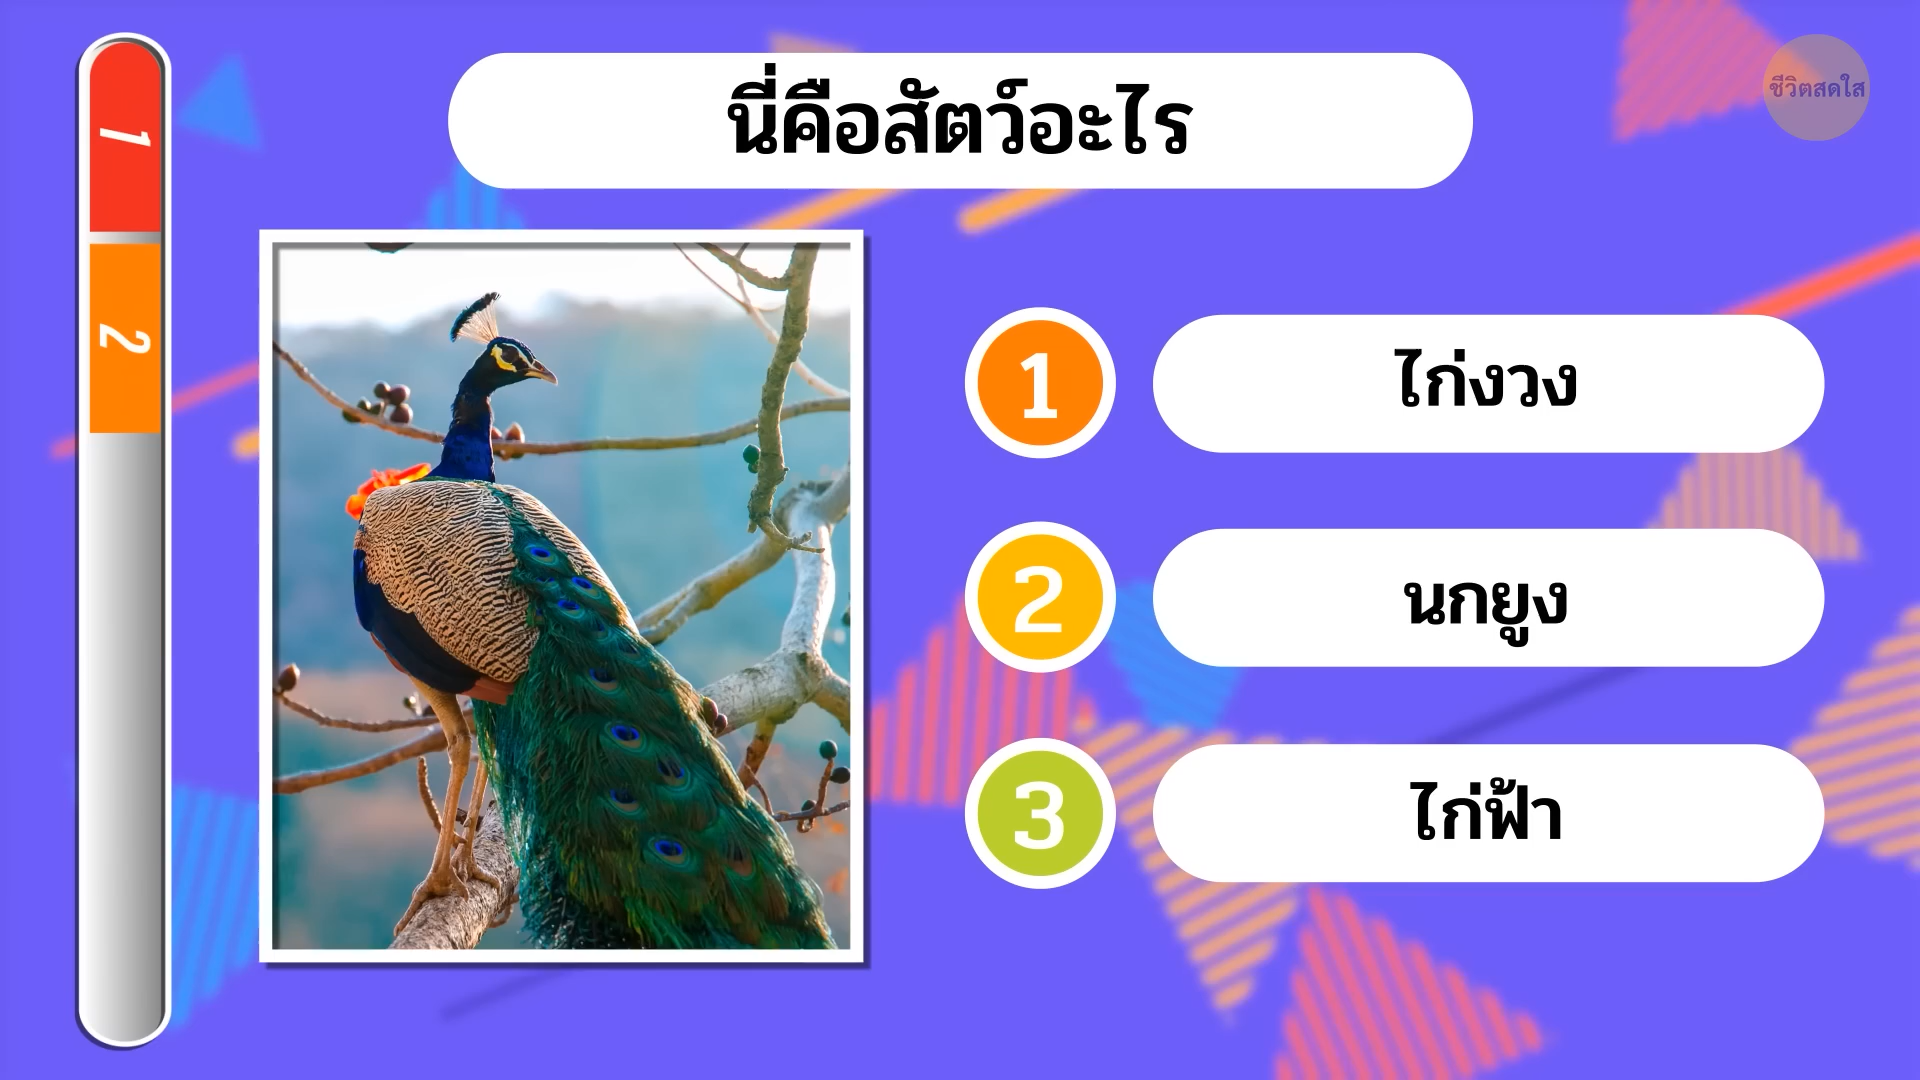 นี่คือสัตว์อะไร
ชีวิตสดใส
1
2
1 ไก่งวง
2 นกยูง
3 ไก่ฟ้า